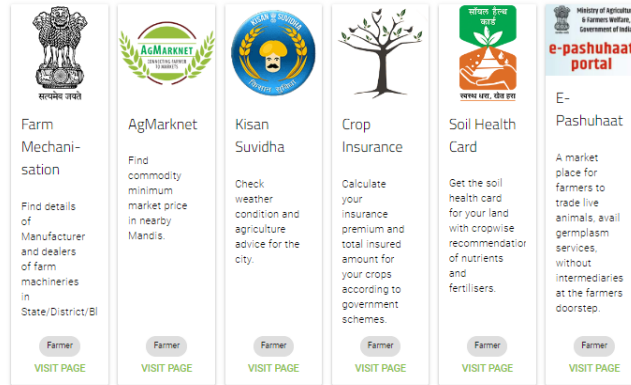 सत्यमेव जयते
Farm
Mechani-
sation
Find details
of
Manufacturer
and dealers
of farm
machineries
in
State/District/Bl
Farmer
VISIT PAGE
AGMARKNET
CONNECTING FARMER
TO MARKETS
AgMarknet
Find
commodity
minimum
market price
in nearby
Mandis.
Farmer
VISIT PAGE
KISAN SUVIDHA
किसान सुविधा
Kisan
Suvidha
Check
weather
condition and
agriculture
advice for the
city.
Farmer
VISIT PAGE
Crop
Insurance
Calculate
your
insurance
premium and
total insured
amount for
your crops
according to
government
schemes.
Farmer
VISIT PAGE
सॉयल हैल्थ
कार्ड
स्वस्थ धरा, खेत हरा
Soil Health
Card
Get the soil
health card
for your land
with cropwise
recommendation
of nutrients
and
fertilisers.
Farmer
VISIT PAGE
Ministry of Agricultu
& Farmers Welfare,
Government of India
e-pashuhaat
portal
E-
Pashuhaat
A market
place for
farmers to
trade live
animals, avail
germplasm
services,
without
intermediaries
at the farmers
doorstep.
Farmer
VISIT PAGE